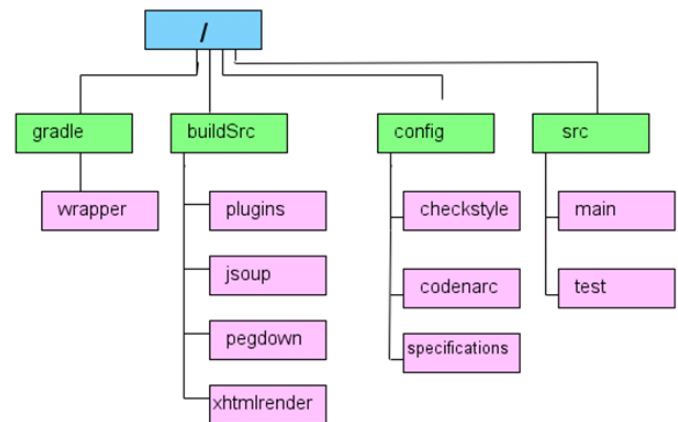 /
gradle
buildSrc
config
src
wrapper
plugins
checkstyle
main
jsoup
codenarc
test
pegdown
specifications
xhtmlrender